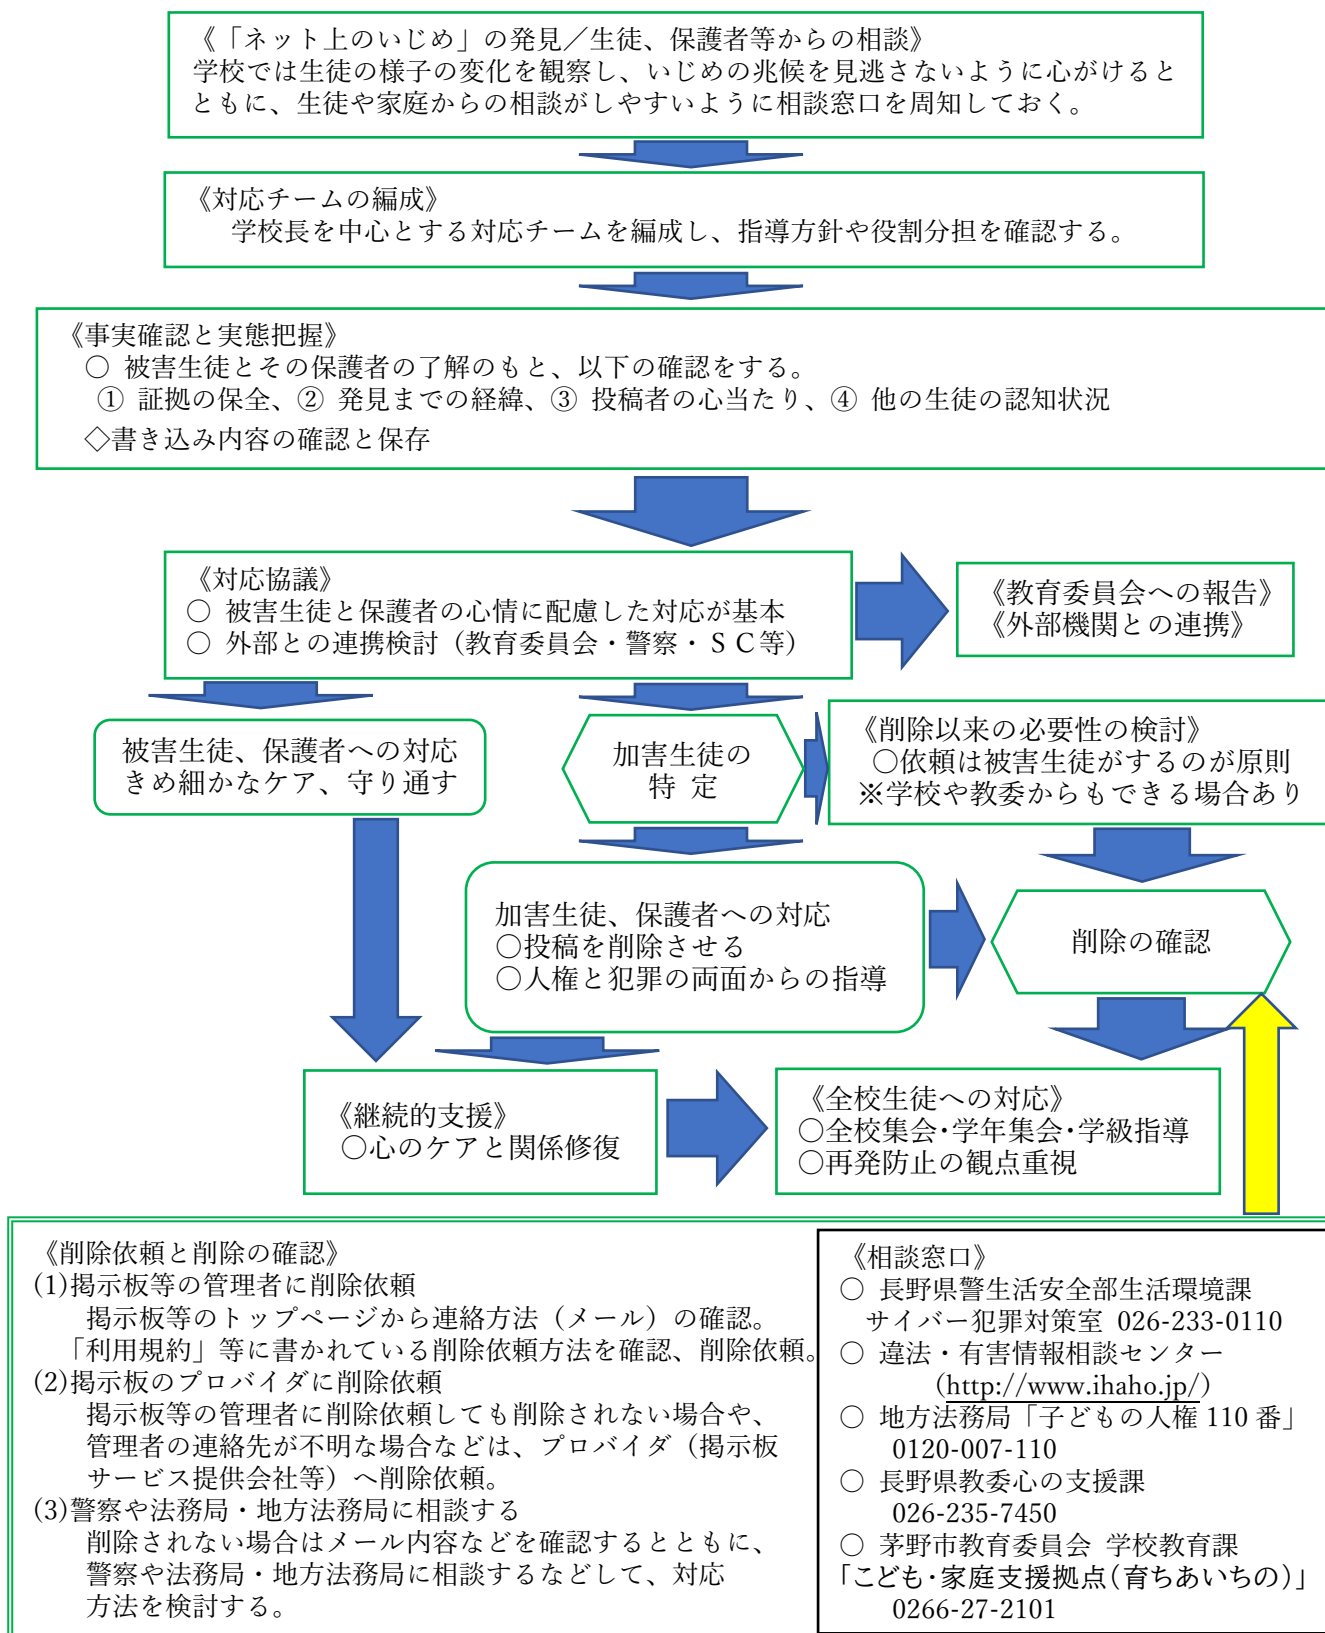 《「ネット上のいじめ」の発見／生徒、保護者等からの相談》
学校では生徒の様子の変化を観察し、いじめの兆候を見逃さないように心がけると
ともに、生徒や家庭からの相談がしやすいように相談窓口を周知しておく。
《対応チームの編成》
学校長を中心とする対応チームを編成し、指導方針や役割分担を確認する。
《事実確認と実態把握》
○ 被害生徒とその保護者の了解のもと、以下の確認をする。
① 証拠の保全、② 発見までの経緯、③ 投稿者の心当たり、④ 他の生徒の認知状況
◇書き込み内容の確認と保存
《対応協議》
○ 被害生徒と保護者の心情に配慮した対応が基本
○ 外部との連携検討（教育委員会・警察・ＳＣ等）
《教育委員会への報告》
《外部機関との連携》
被害生徒、保護者への対応
きめ細かなケア、守り通す
加害生徒の
特 定
《削除以来の必要性の検討》
○依頼は被害生徒がするのが原則
※学校や教委からもできる場合あり
加害生徒、保護者への対応
○投稿を削除させる
○人権と犯罪の両面からの指導
削除の確認
《継続的支援》
○心のケアと関係修復
《全校生徒への対応》
○全校集会・学年集会・学級指導
○再発防止の観点重視
《削除依頼と削除の確認》
(1)掲示板等の管理者に削除依頼
掲示板等のトップページから連絡方法（メール）の確認。
「利用規約」等に書かれている削除依頼方法を確認、削除依頼。
(2)掲示板のプロバイダに削除依頼
掲示板等の管理者に削除依頼しても削除されない場合や、
管理者の連絡先が不明な場合などは、プロバイダ（掲示板
サービス提供会社等）へ削除依頼。
(3)警察や法務局・地方法務局に相談する
削除されない場合はメール内容などを確認するとともに、
警察や法務局・地方法務局に相談するなどして、対応
方法を検討する。
《相談窓口》
○ 長野県警生活安全部生活環境課
サイバー犯罪対策室 026-233-0110
○ 違法・有害情報相談センター
（http://www.ihaho.jp/）
○ 地方法務局「子どもの人権 110 番」
0120-007-110
○ 長野県教委心の支援課
026-235-7450
○ 茅野市教育委員会 学校教育課
「こども・家庭支援拠点（育ちあいちの）」
0266-27-2101